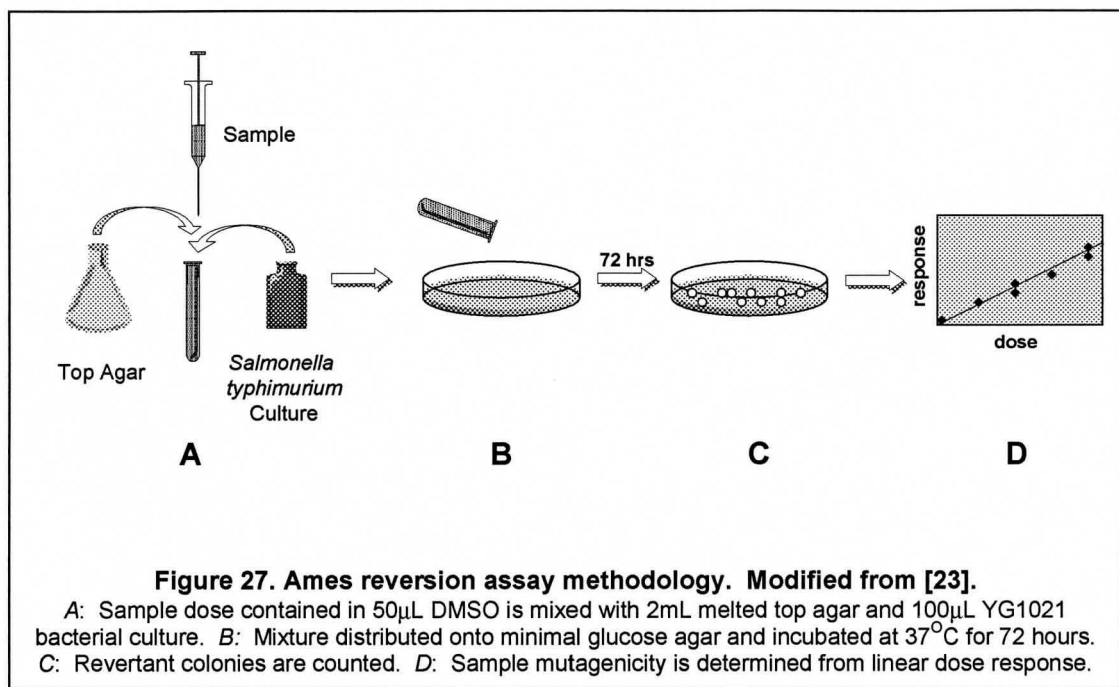 Sample
Top Agar
Salmonella
typhimurium
Culture
72 hrs
response
dose
A
B
C
D
Figure 27. Ames reversion assay methodology. Modified from [23].
A: Sample dose contained in 50μL DMSO is mixed with 2mL melted top agar and 100μL YG1021
bacterial culture. B: Mixture distributed onto minimal glucose agar and incubated at 37°C for 72 hours.
C: Revertant colonies are counted. D: Sample mutagenicity is determined from linear dose response.